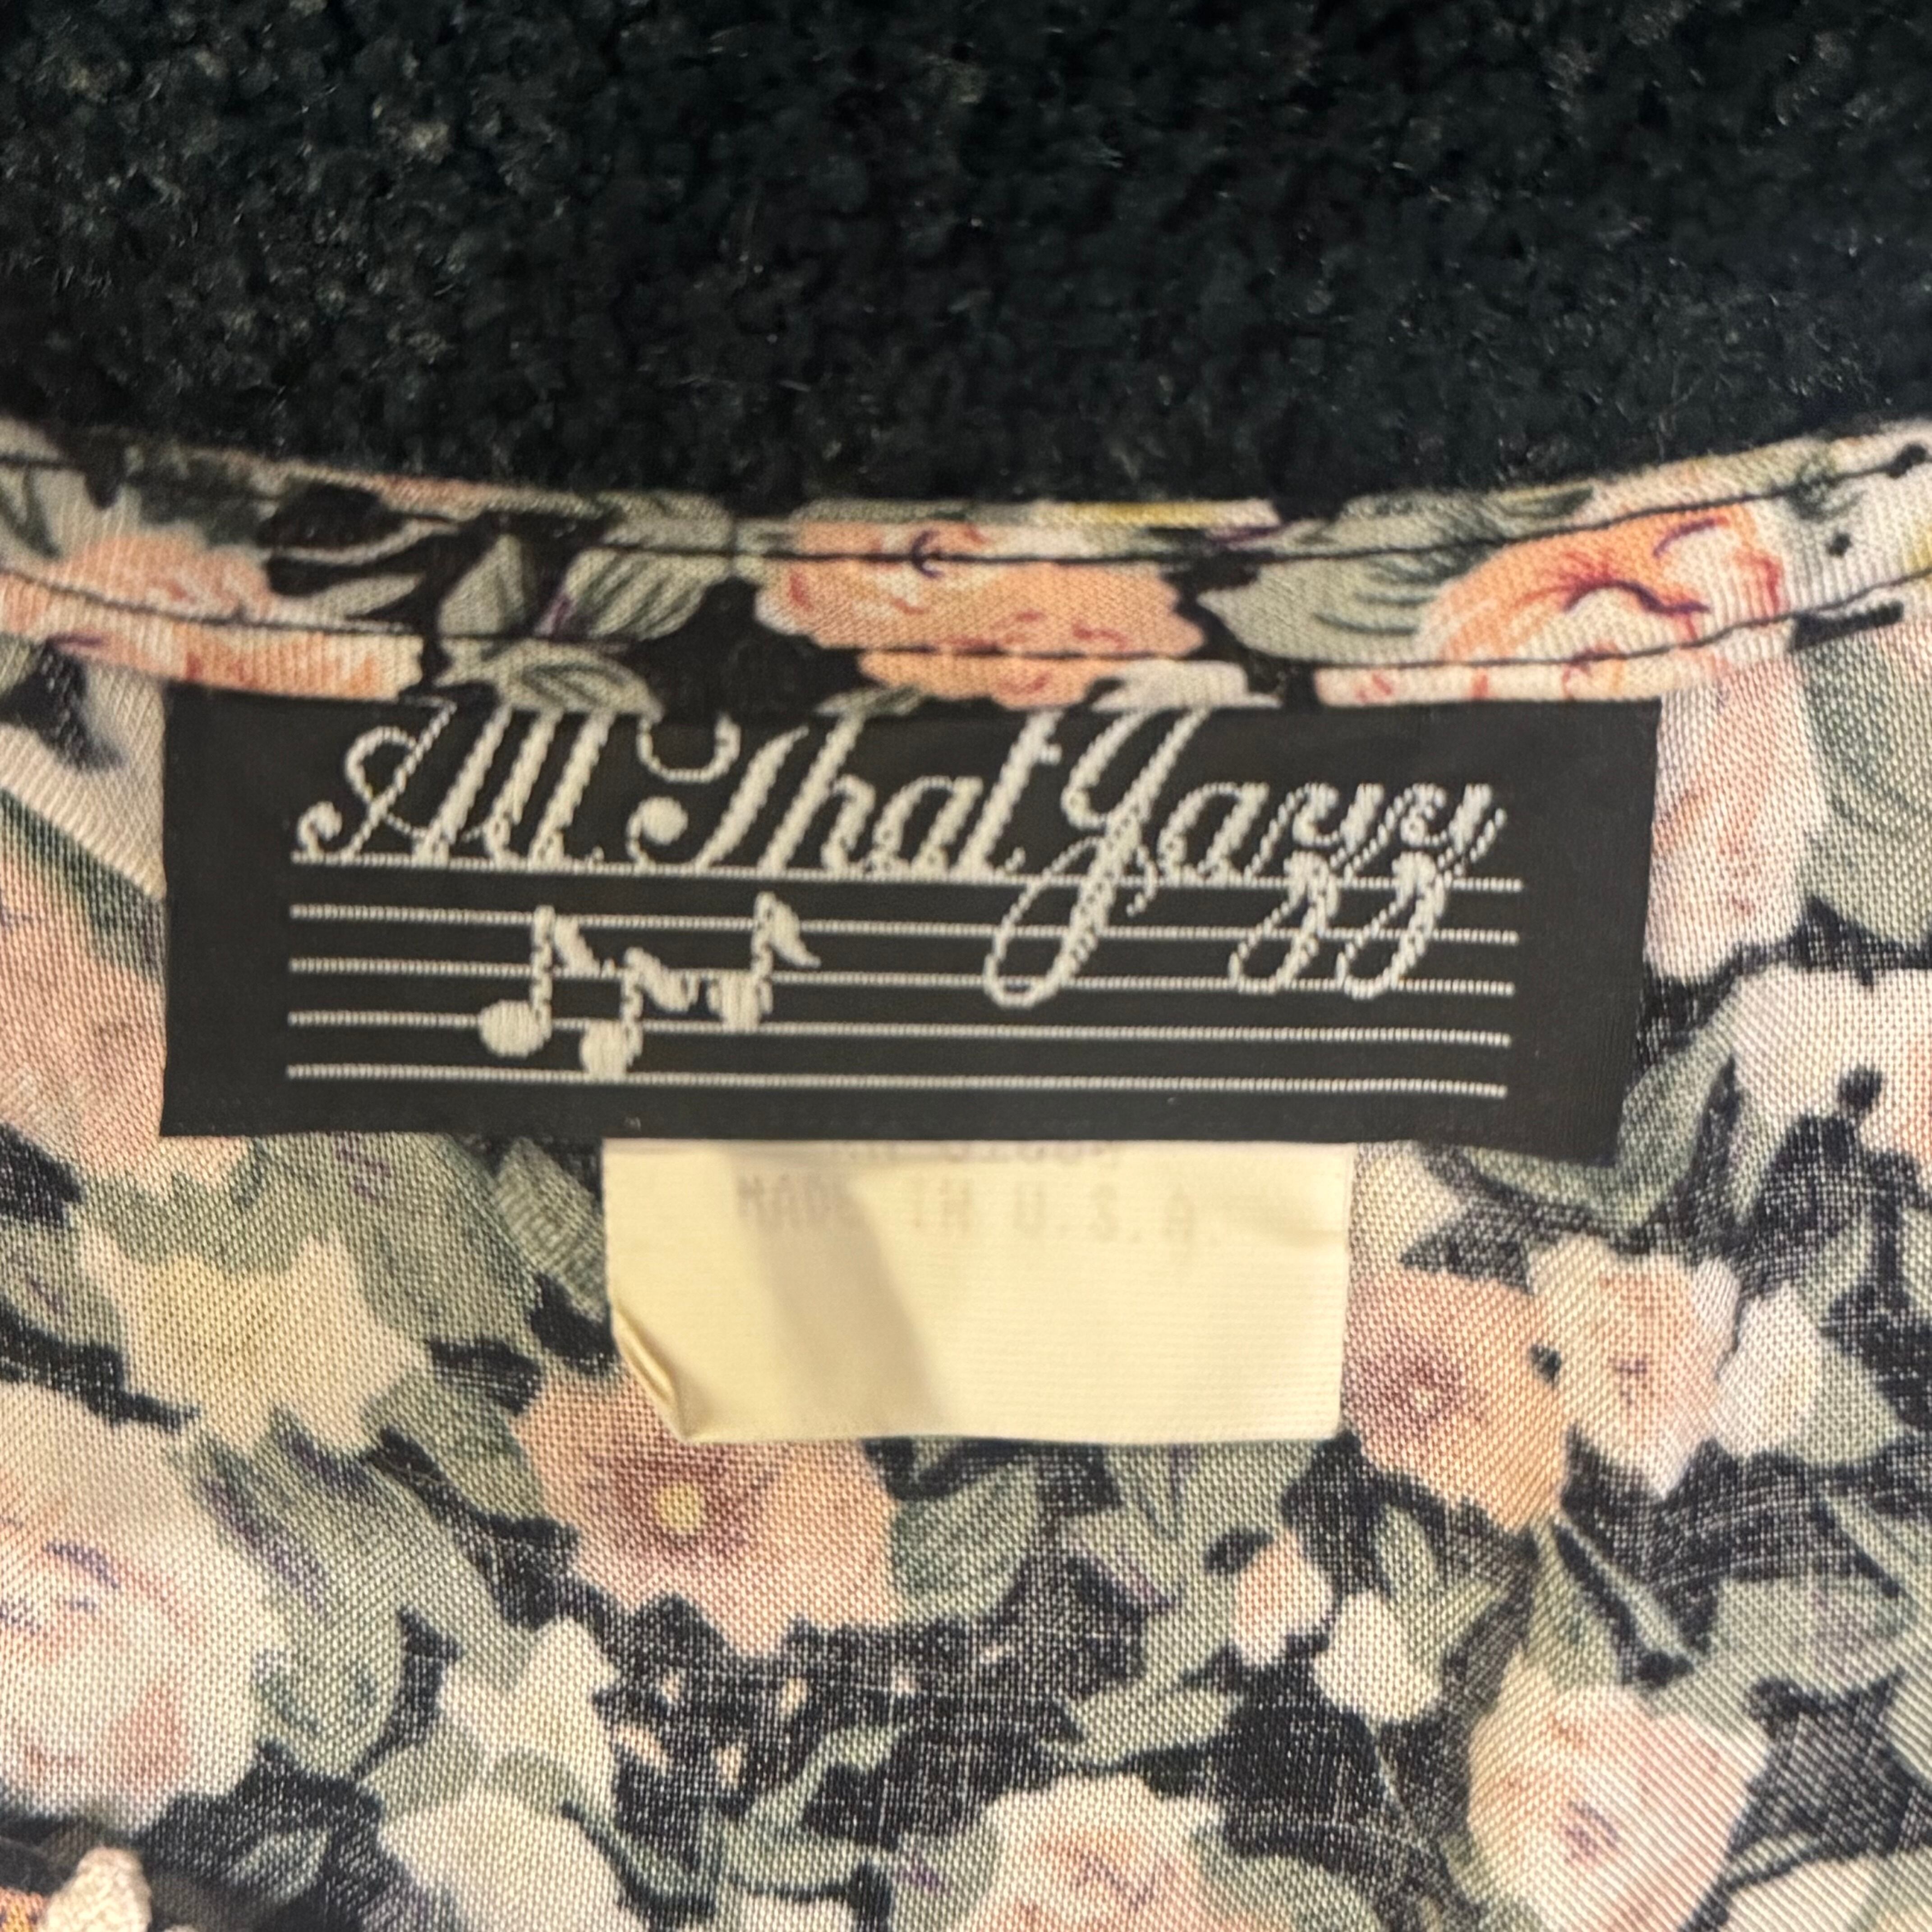 All That Jazz
MADE IN U.S.A.